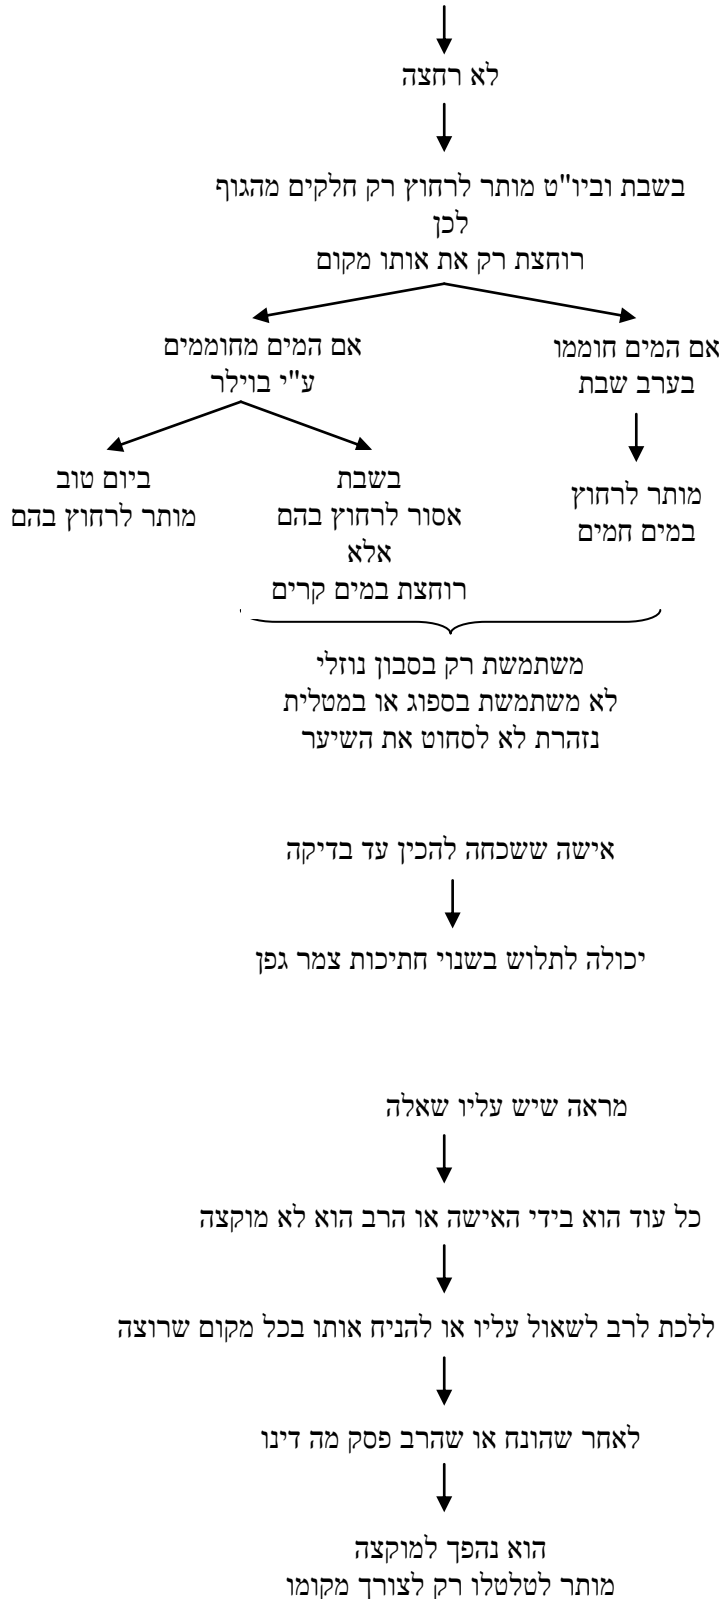 לא רחצה
בשבת וביו"ט מותר לרחוץ רק חלקים מהגוף
לכן
רוחצת רק את אותו מקום
אם המים חוממו
בערב שבת
אם המים מחוממים
ע"י בוילר
מותר לרחוץ
במים חמים
בשבת
אסור לרחוץ בהם
אלא
רוחצת במים קרים
ביום טוב
מותר לרחוץ בהם
משתמשת רק בסבון נוזלי
לא משתמשת בספוג או במטלית
נזהרת לא לסחוט את השיער
אישה ששכחה להכין עד בדיקה
יכולה לתלוש בשנוי חתיכות צמר גפן
מראה שיש עליו שאלה
כל עוד הוא בידי האישה או הרב הוא לא מוקצה
ללכת לרב לשאול עליו או להניח אותו בכל מקום שרוצה
לאחר שהונח או שהרב פסק מה דינו
הוא נהפך למוקצה
מותר לטלטלו רק לצורך מקומו